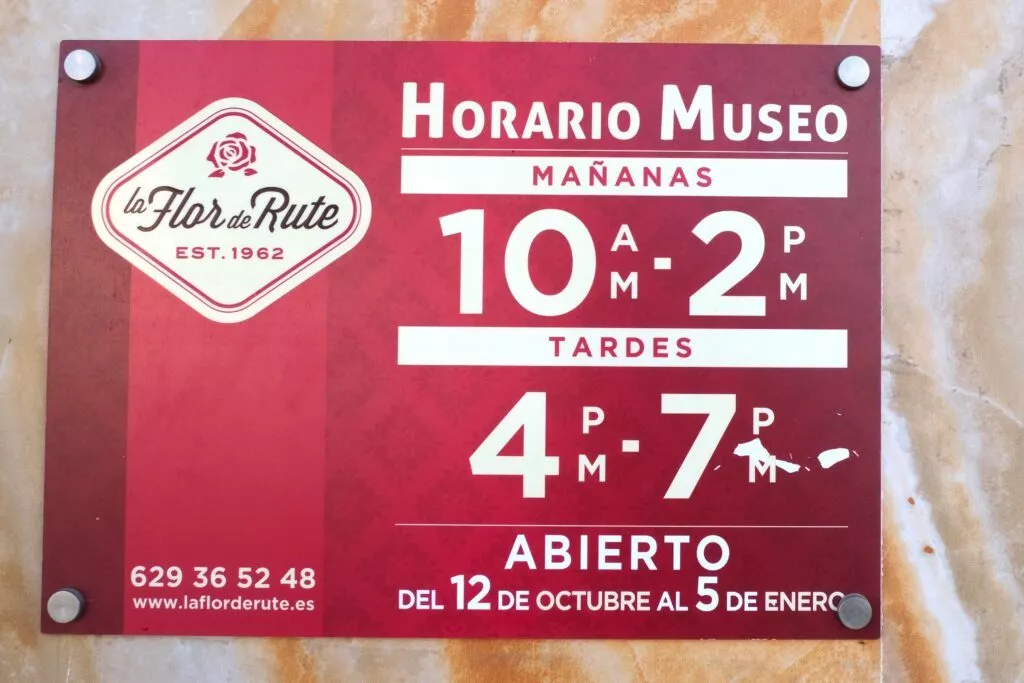 la Flor de Rute
EST. 1962
629 36 52 48
www.laflorderute.es
HORARIO MUSEO
MAÑANAS
10 AM - 2 PM
TARDES
4 PM - 7 PM
ABIERTO
DEL 12 DE OCTUBRE AL 5 DE ENERO